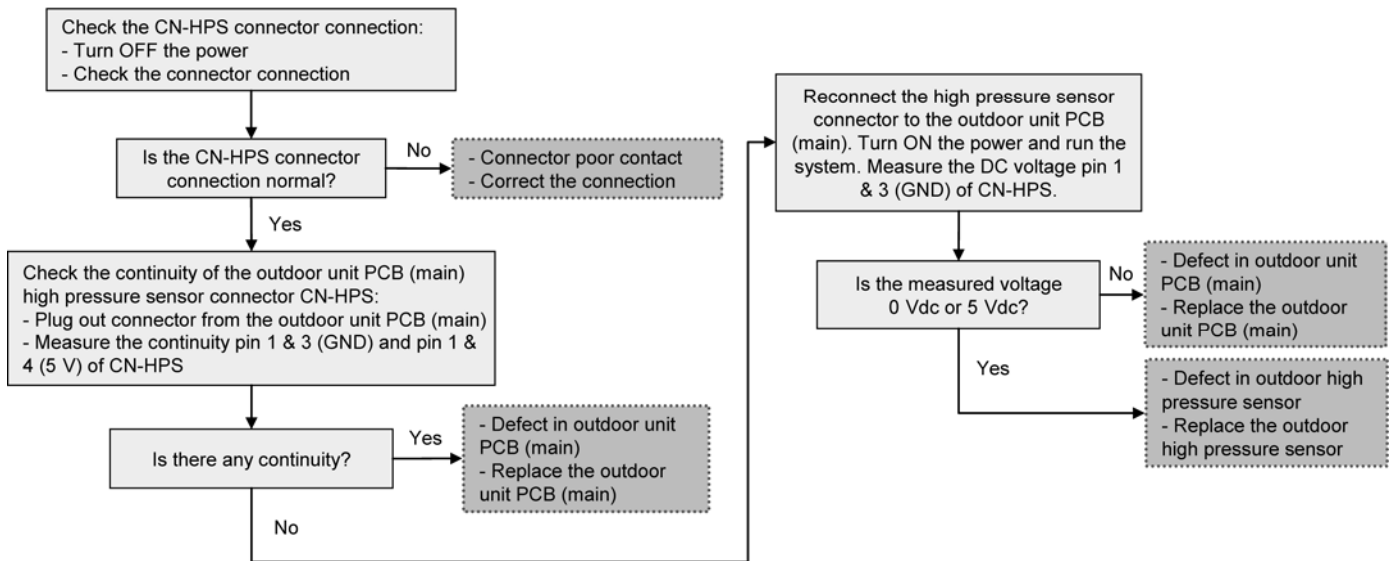 Check the CN-HPS connector connection:
- Turn OFF the power
- Check the connector connection
Is the CN-HPS connector
connection normal?
No
- Connector poor contact
- Correct the connection
Yes
Check the continuity of the outdoor unit PCB (main)
high pressure sensor connector CN-HPS:
- Plug out connector from the outdoor unit PCB (main)
- Measure the continuity pin 1 & 3 (GND) and pin 1 &
4 (5 V) of CN-HPS
Is there any continuity?
Yes
- Defect in outdoor unit
PCB (main)
- Replace the outdoor
unit PCB (main)
No
Reconnect the high pressure sensor
connector to the outdoor unit PCB
(main). Turn ON the power and run the
system. Measure the DC voltage pin 1
& 3 (GND) of CN-HPS.
Is the measured voltage
0 Vdc or 5 Vdc?
No
- Defect in outdoor unit
PCB (main)
- Replace the outdoor
unit PCB (main)
Yes
- Defect in outdoor high
pressure sensor
- Replace the outdoor
high pressure sensor